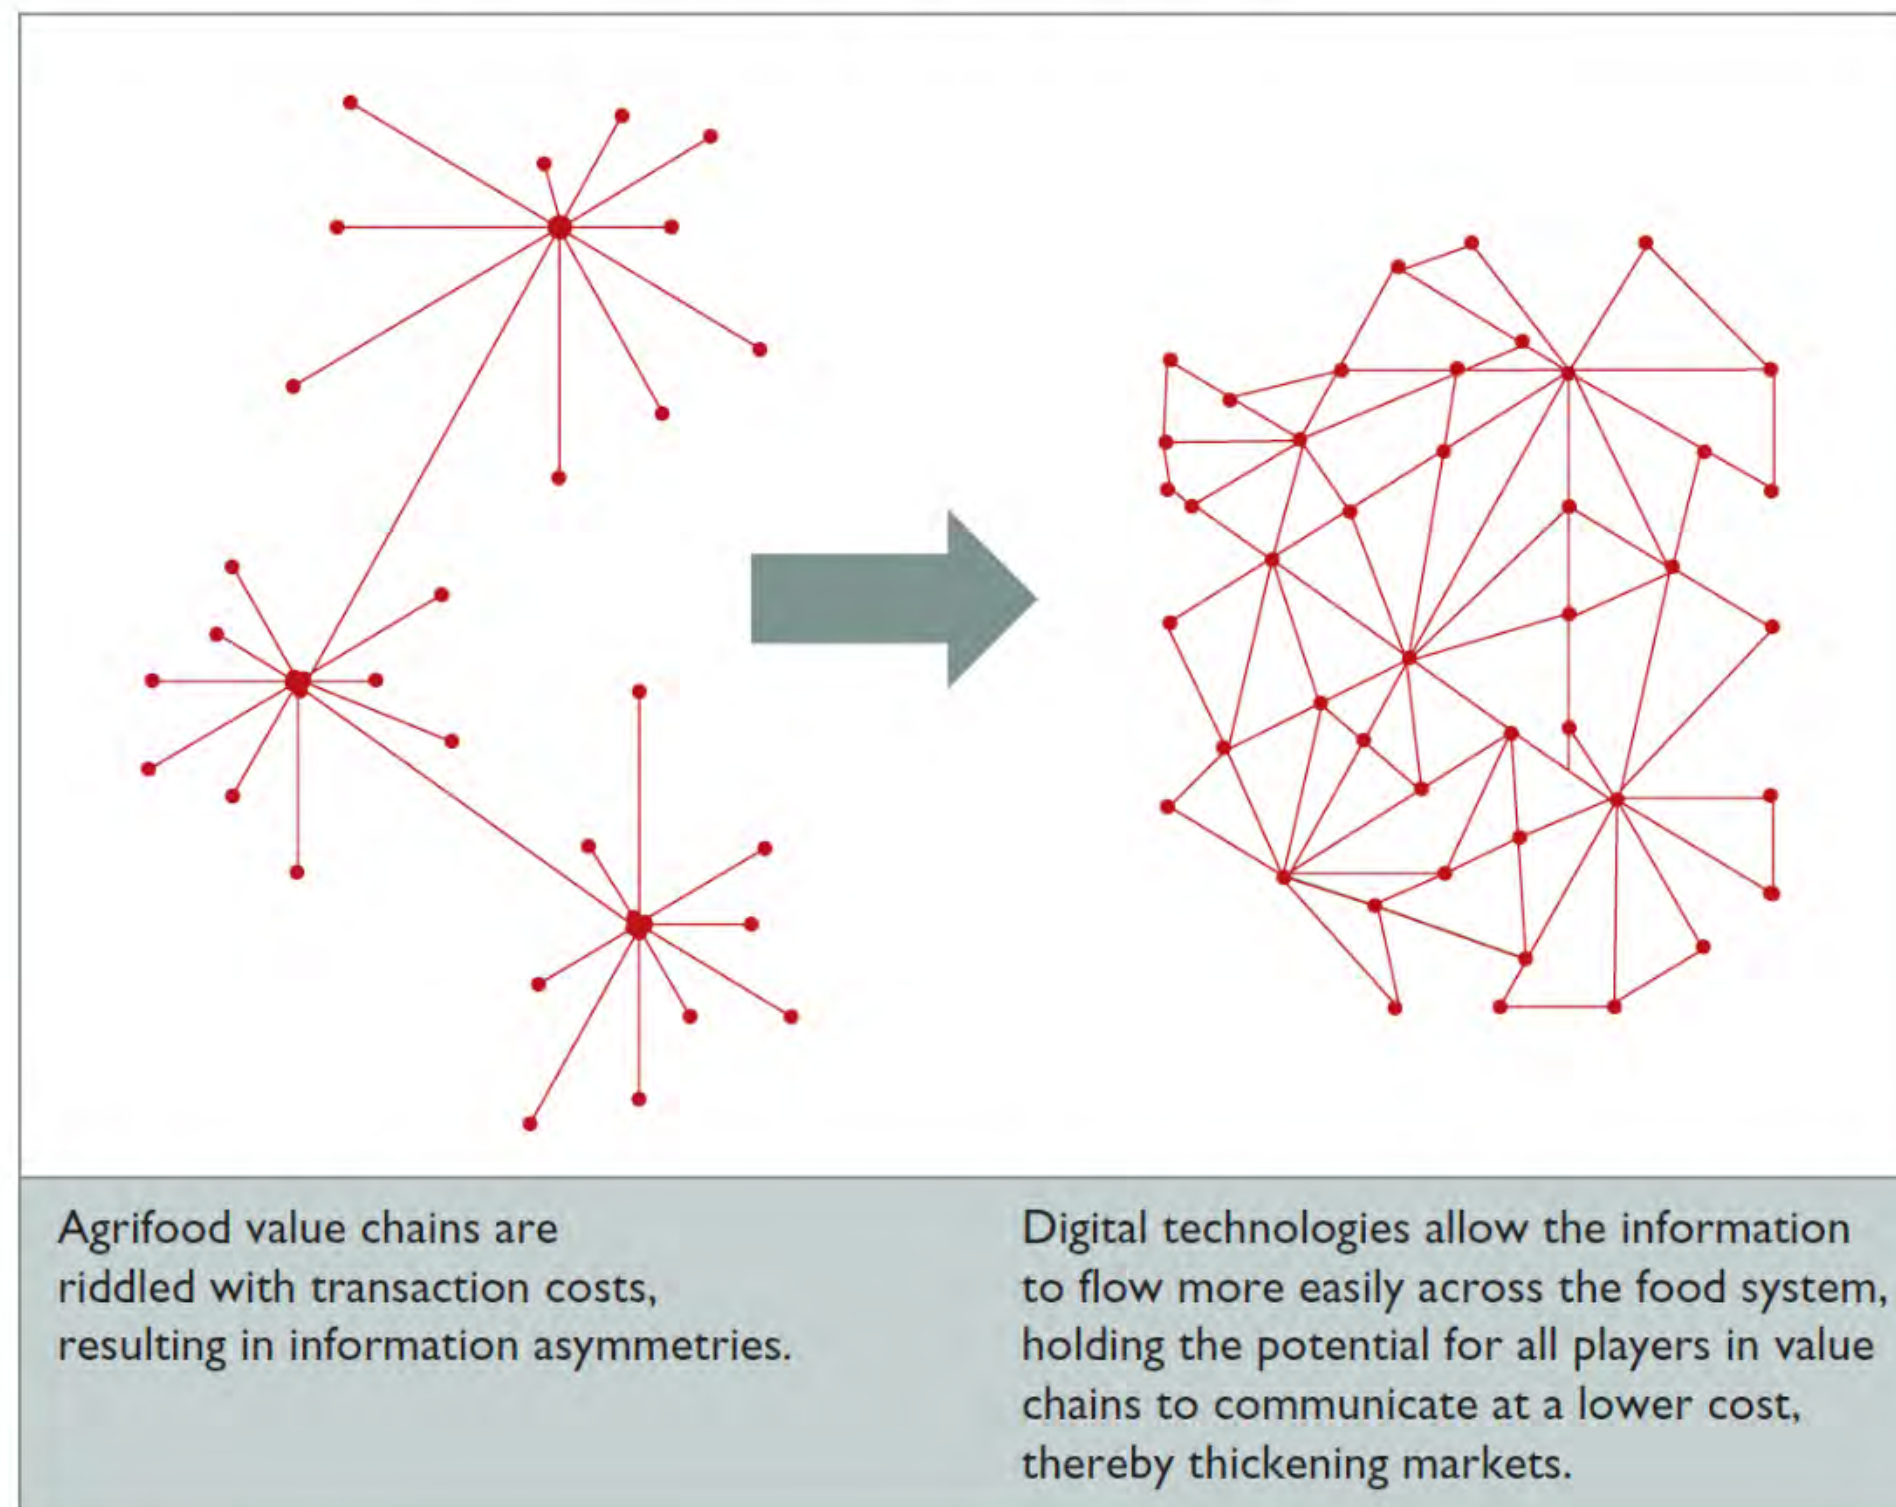 Agrifood value chains are
riddled with transaction costs,
resulting in information asymmetries.
Digital technologies allow the information
to flow more easily across the food system,
holding the potential for all players in value
chains to communicate at a lower cost,
thereby thickening markets.